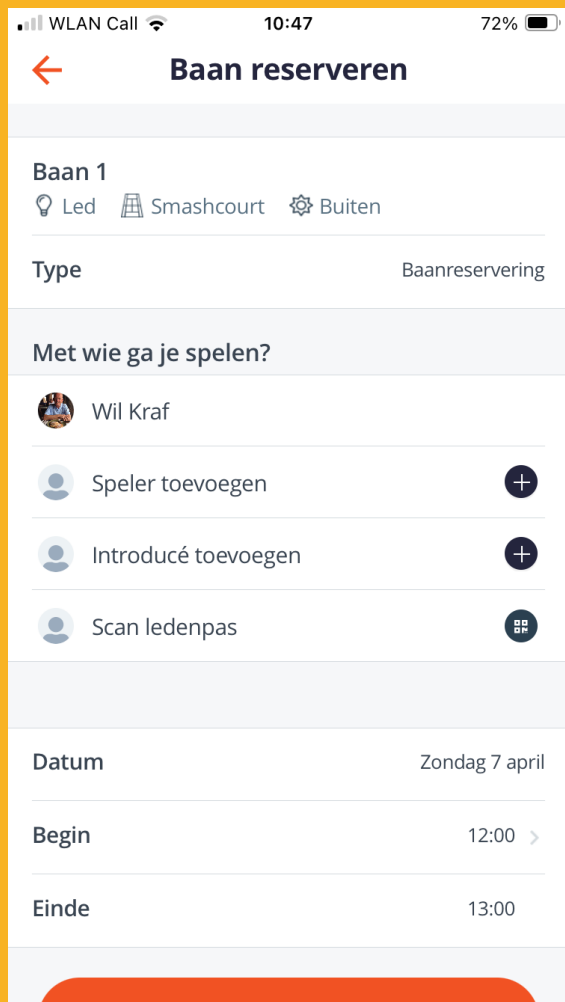 WLAN Call 10:47 72%
Baan reserveren
Baan 1
Led Smashcourt Buiten
Type Baanreservering
Met wie ga je spelen?
Wil Kraf
Speler toevoegen
Introducé toevoegen
Scan ledenpas
Datum Zondag 7 april
Begin 12:00
Einde 13:00